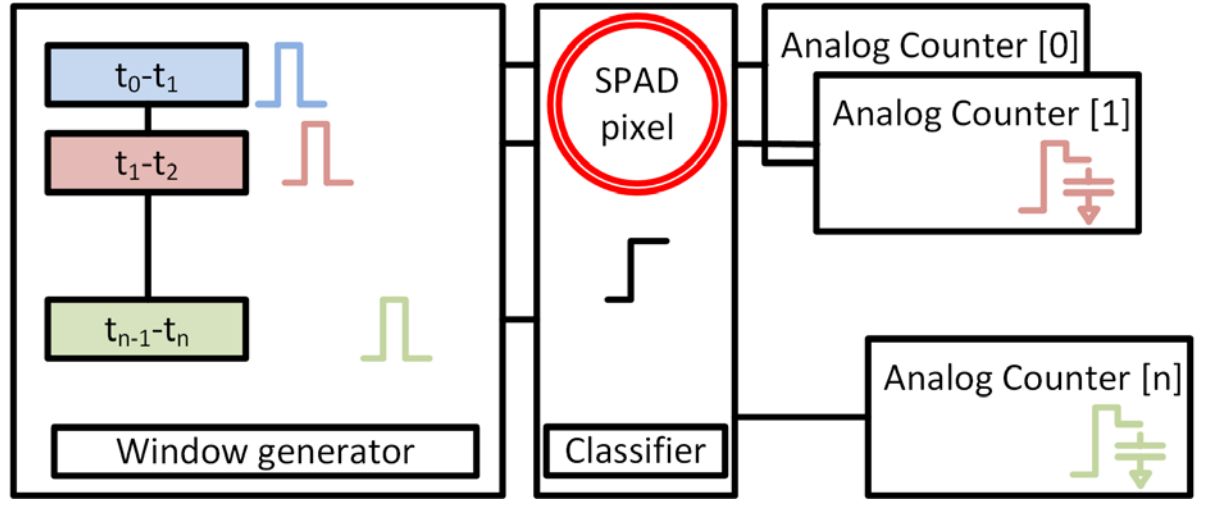 t0-t1
t1-t2
tn-1-tn
Window generator
SPAD
pixel
Classifier
Analog Counter [0]
Analog Counter [1]
Analog Counter [n]